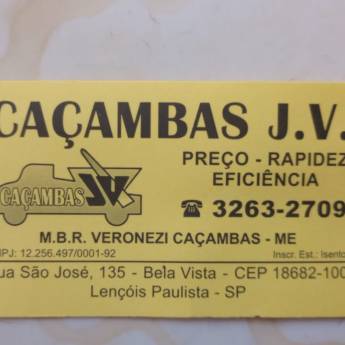 CAÇAMBAS J.V.
PREÇO - RAPIDEZ
EFICIÊNCIA
CAÇAMBAS JV
☎ 3263-2709
M.B.R. VERONEZI CAÇAMBAS - ME
NPJ: 12.256.497/0001-92 Inscr. Est.: Isento
ua São José, 135 - Bela Vista - CEP 18682-100
Lençóis Paulista - SP